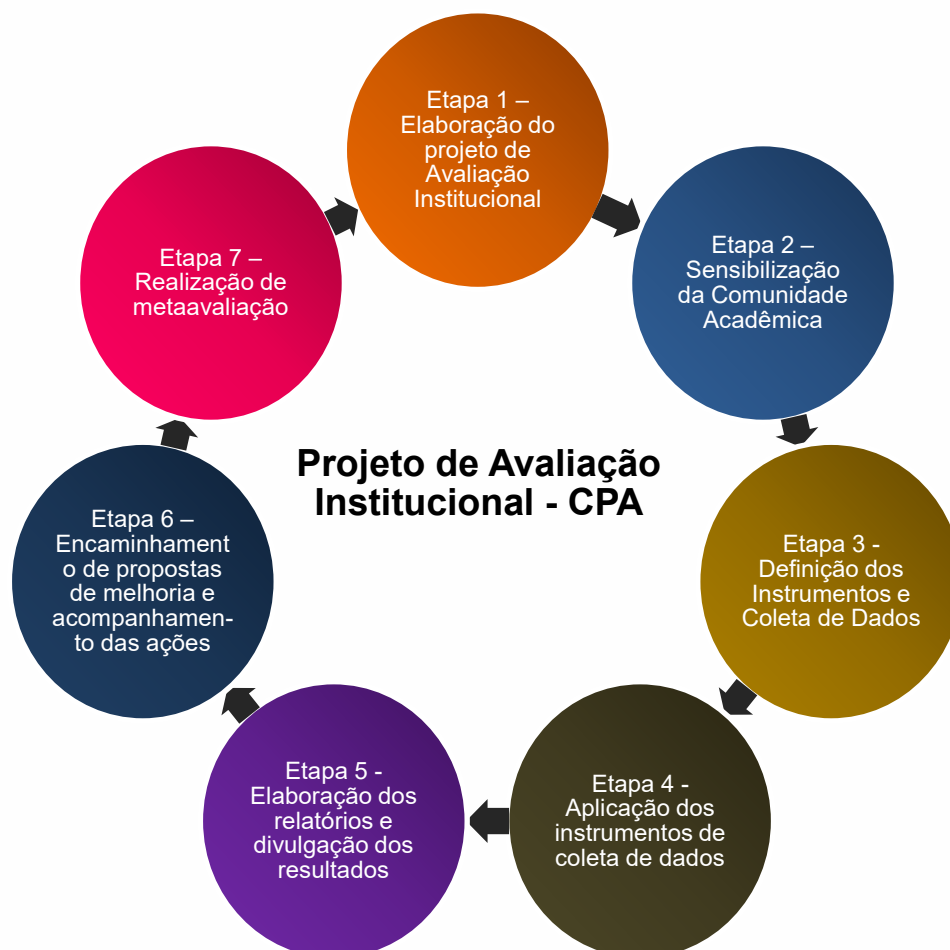 Etapa 1 –
Elaboração do
projeto de
Avaliação
Institucional
Etapa 2 –
Sensibilização
da Comunidade
Acadêmica
Etapa 3 -
Definição dos
Instrumentos e
Coleta de Dados
Etapa 4 -
Aplicação dos
instrumentos de
coleta de dados
Etapa 5 -
Elaboração dos
relatórios e
divulgação dos
resultados
Etapa 6 –
Encaminhament
o de propostas
de melhoria e
acompanhamen-
to das ações
Etapa 7 –
Realização de
metaavaliação
Projeto de Avaliação
Institucional - CPA